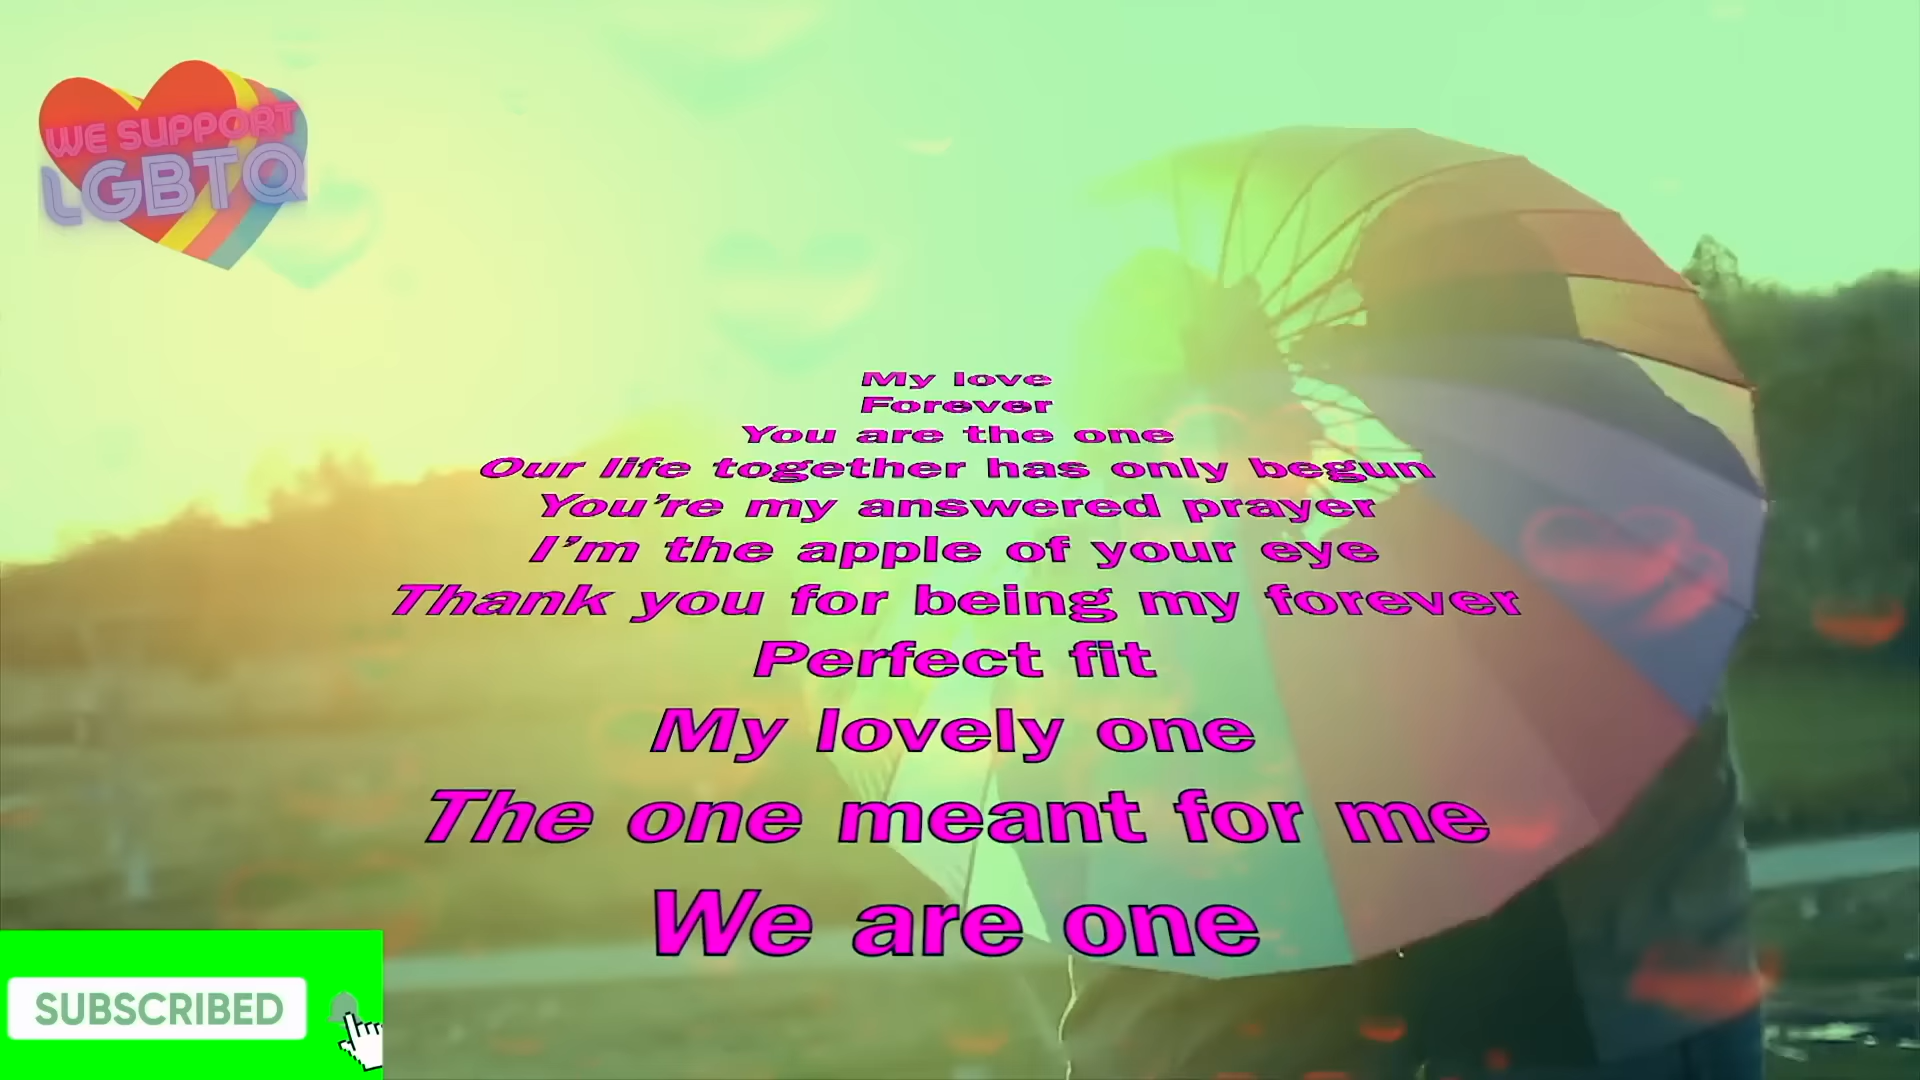 WE SUPPORT
LGBTQ
My love
Forever
You are the one
Our life together has only begun
You’re my answered prayer
I’m the apple of your eye
Thank you for being my forever
Perfect fit
My lovely one
The one meant for me
We are one
SUBSCRIBED